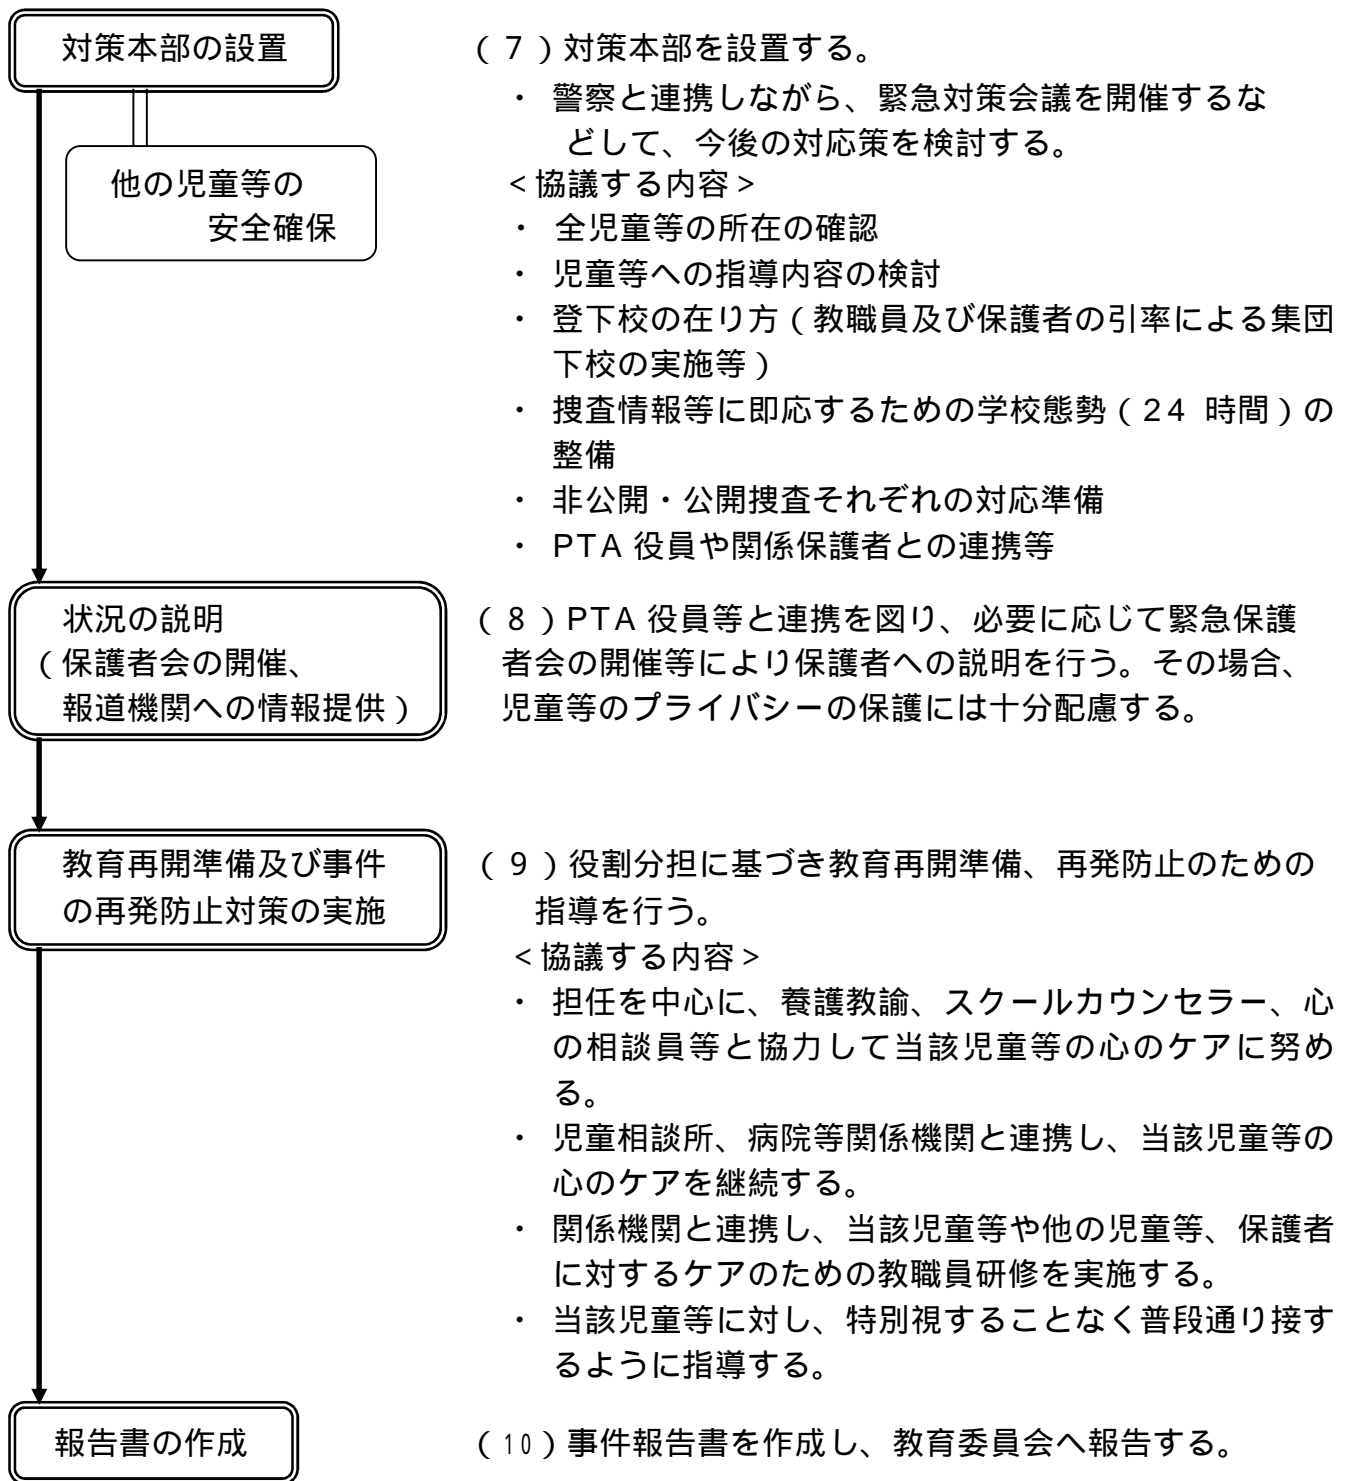 対策本部の設置
（７）対策本部を設置する。
・ 警察と連携しながら、緊急対策会議を開催するな
どして、今後の対応策を検討する。
他の児童等の
安全確保
＜協議する内容＞
・ 全児童等の所在の確認
・ 児童等への指導内容の検討
・ 登下校の在り方（教職員及び保護者の引率による集団
下校の実施等）
・ 捜査情報等に即応するための学校態勢（24 時間）の
整備
・ 非公開・公開捜査それぞれの対応準備
・ PTA 役員や関係保護者との連携等
状況の説明
（保護者会の開催、
報道機関への情報提供）
（８）PTA 役員等と連携を図り、必要に応じて緊急保護
者会の開催等により保護者への説明を行う。その場合、
児童等のプライバシーの保護には十分配慮する。
教育再開準備及び事件
の再発防止対策の実施
（９）役割分担に基づき教育再開準備、再発防止のための
指導を行う。
＜協議する内容＞
・ 担任を中心に、養護教諭、スクールカウンセラー、心
の相談員等と協力して当該児童等の心のケアに努め
る。
・ 児童相談所、病院等関係機関と連携し、当該児童等の
心のケアを継続する。
・ 関係機関と連携し、当該児童等や他の児童等、保護者
に対するケアのための教職員研修を実施する。
・ 当該児童等に対し、特別視することなく普段通り接す
るように指導する。
報告書の作成
（10）事件報告書を作成し、教育委員会へ報告する。